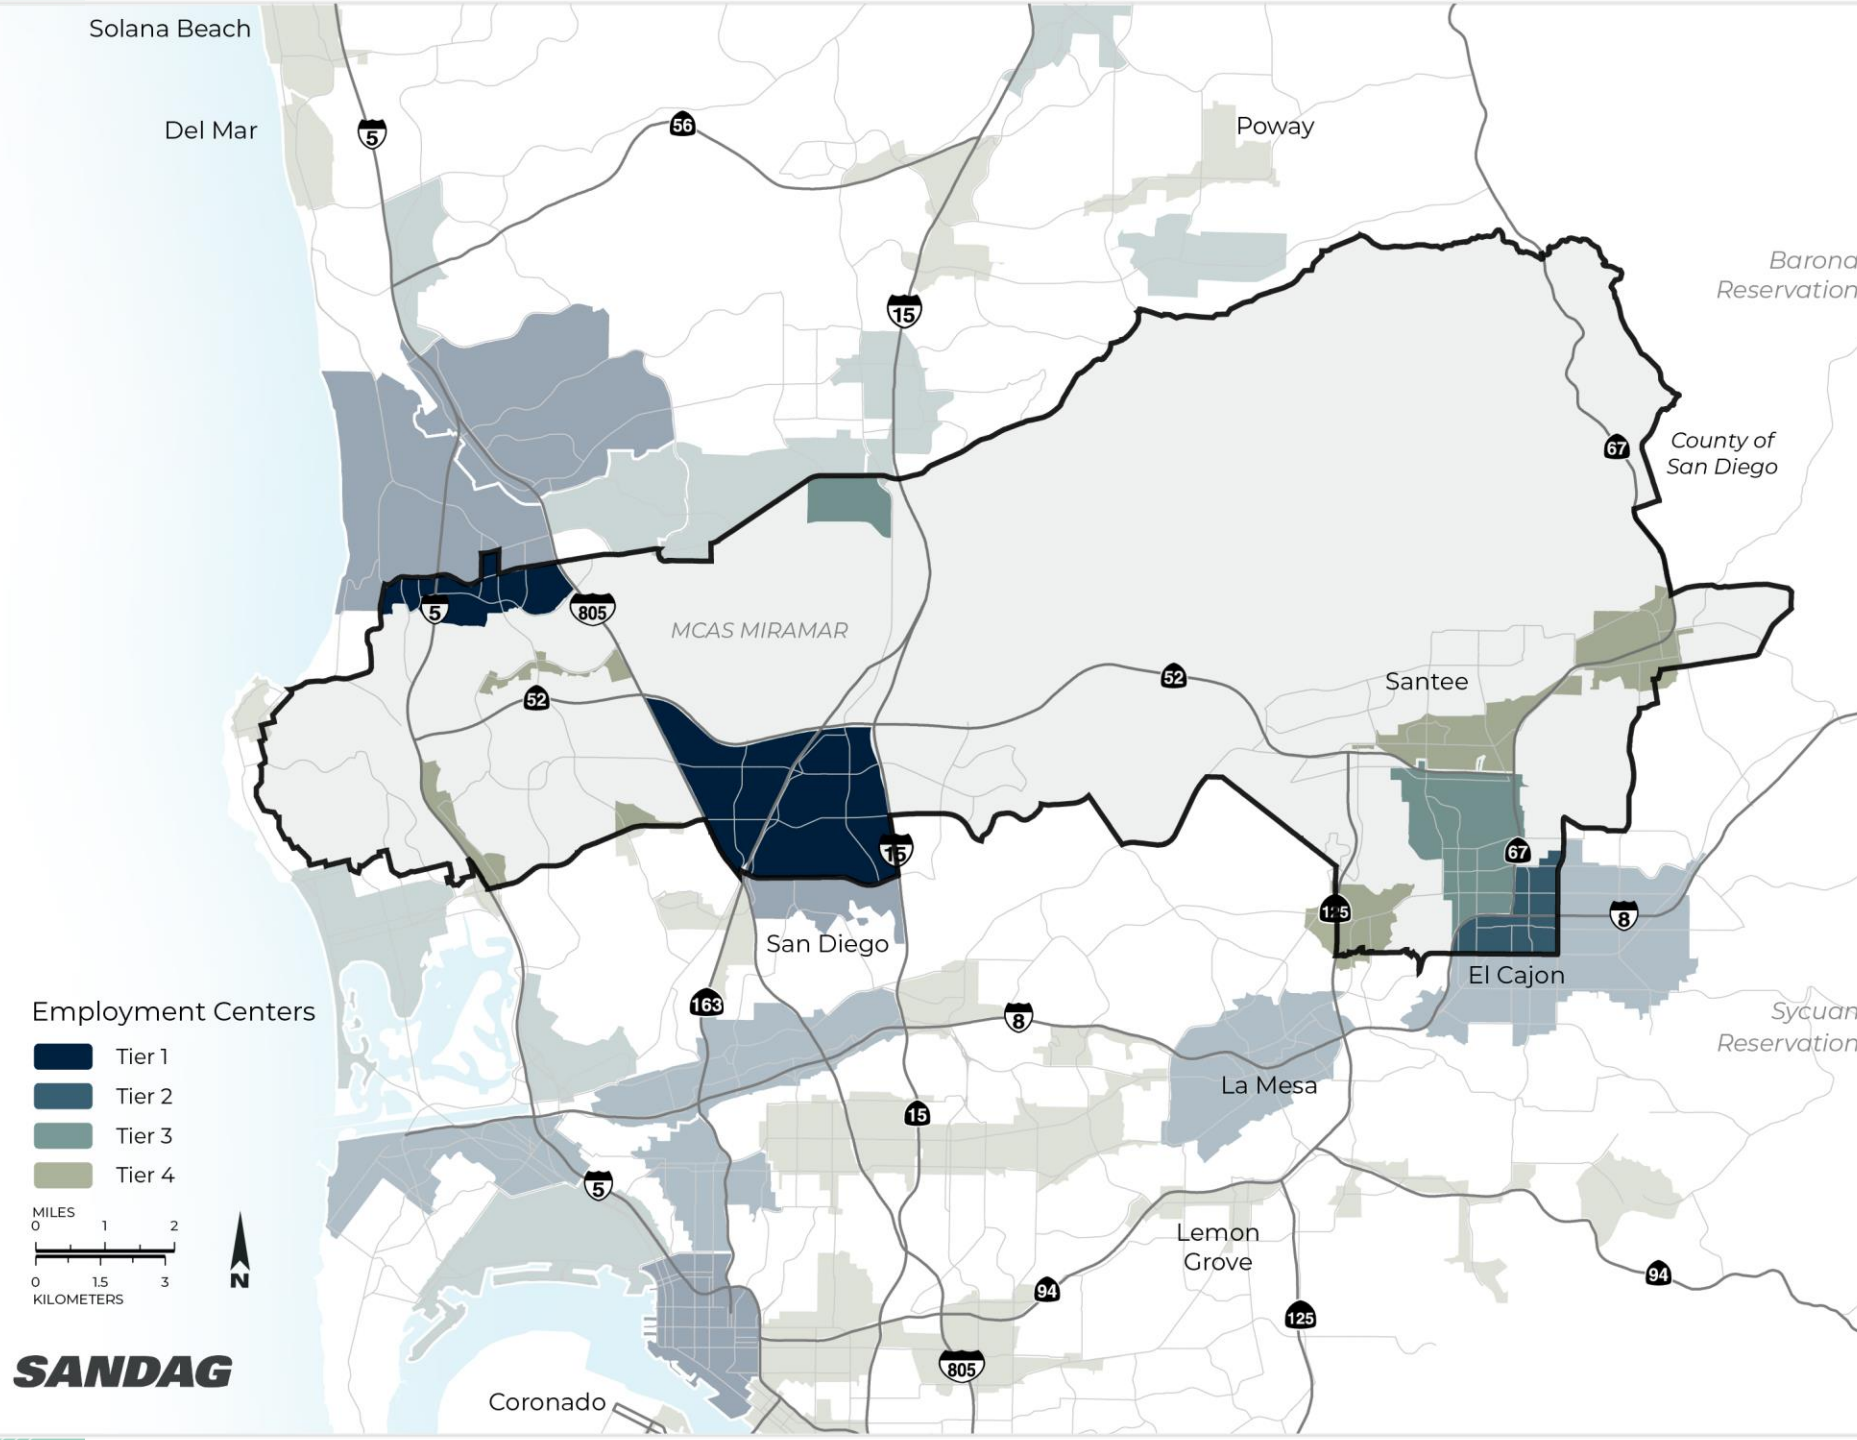 Solana Beach
Del Mar
5
56
Poway
15
Barona
Reservation
67
County of
San Diego
5
805
MCAS MIRAMAR
52
52
Santee
15
67
125
8
San Diego
El Cajon
163
8
Sycuan
Reservation
La Mesa
15
5
Lemon
Grove
94
94
125
805
Coronado
Employment Centers
Tier 1
Tier 2
Tier 3
Tier 4
MILES
0 1 2
0 1.5 3
KILOMETERS
N
SANDAG